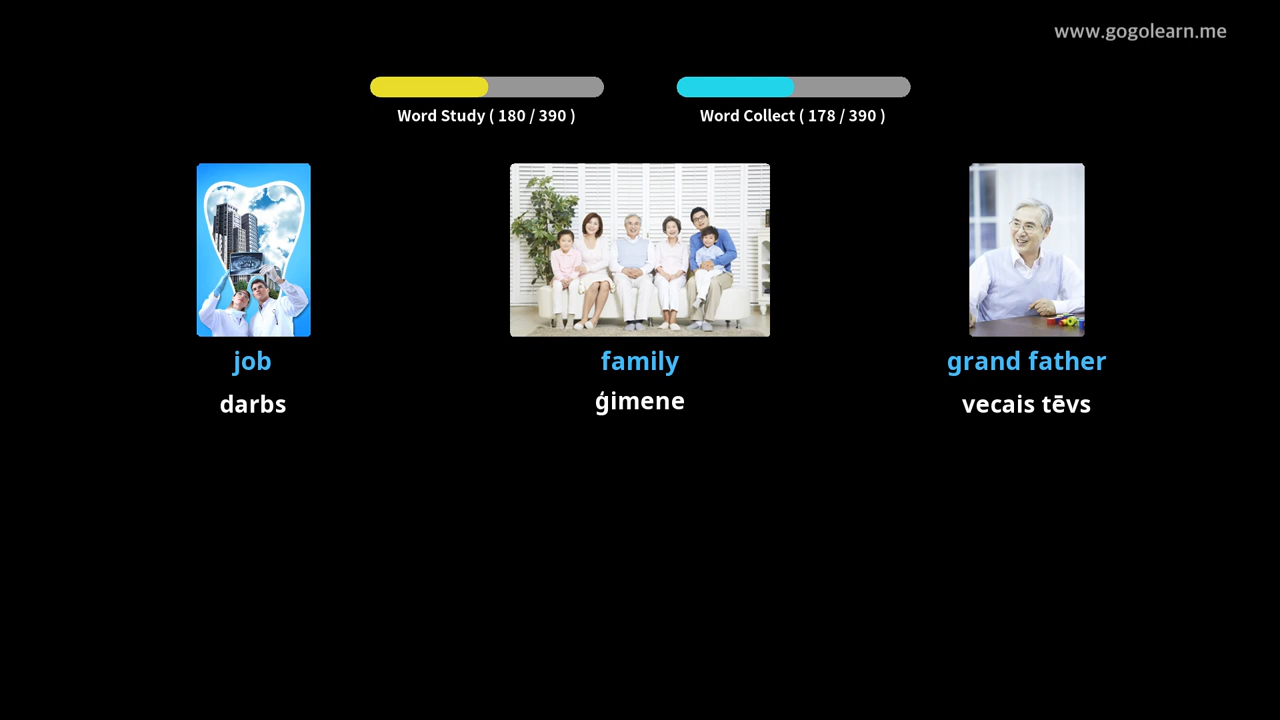 www.gogolearn.me
Word Study ( 180 / 390 )
Word Collect ( 178 / 390 )
job
family
grand father
darbs
ģimene
vecais tēvs